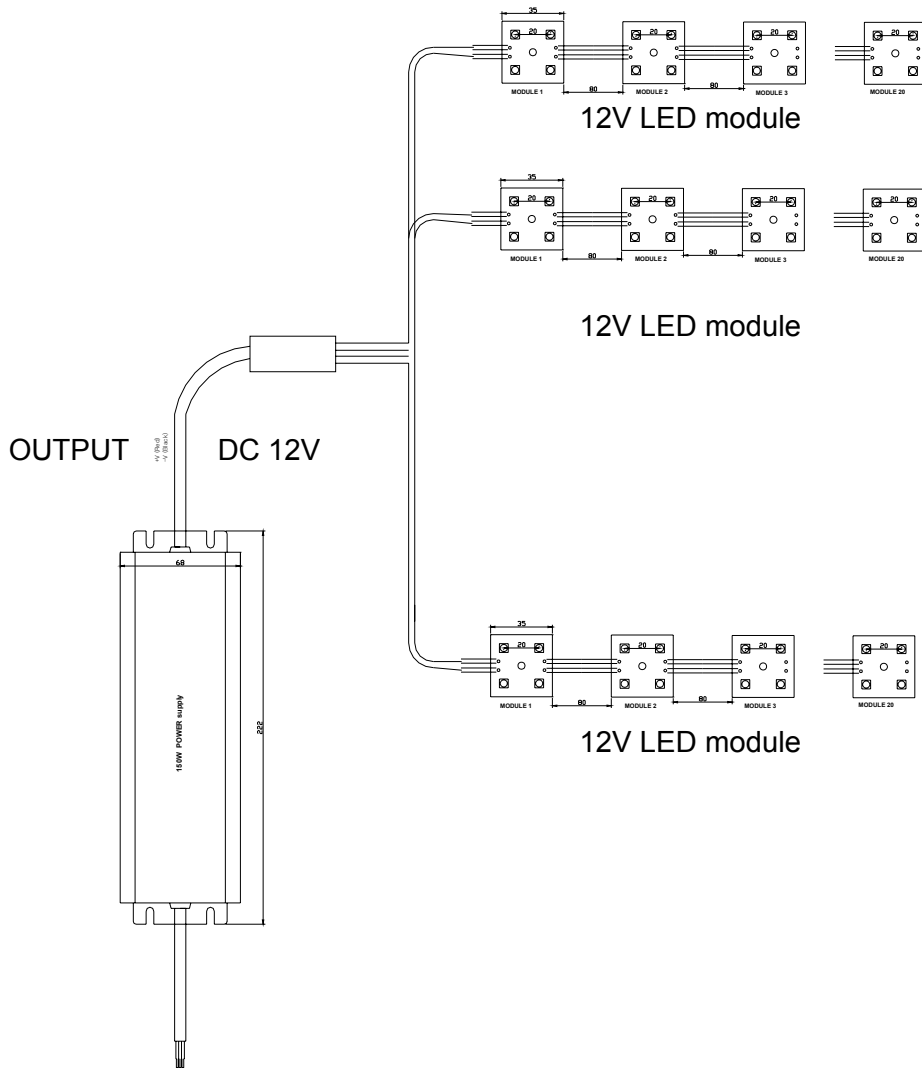 35
20 20 20 20
80 80
MODULE 1 MODULE 2 MODULE 3 MODULE 20
12V LED module
35
20 20 20 20
80 80
MODULE 1 MODULE 2 MODULE 3 MODULE 20
12V LED module
OUTPUT
+V (Red)
-V (Black)
DC 12V
68
222
150W POWER supply
35
20 20 20 20
80 80
MODULE 1 MODULE 2 MODULE 3 MODULE 20
12V LED module